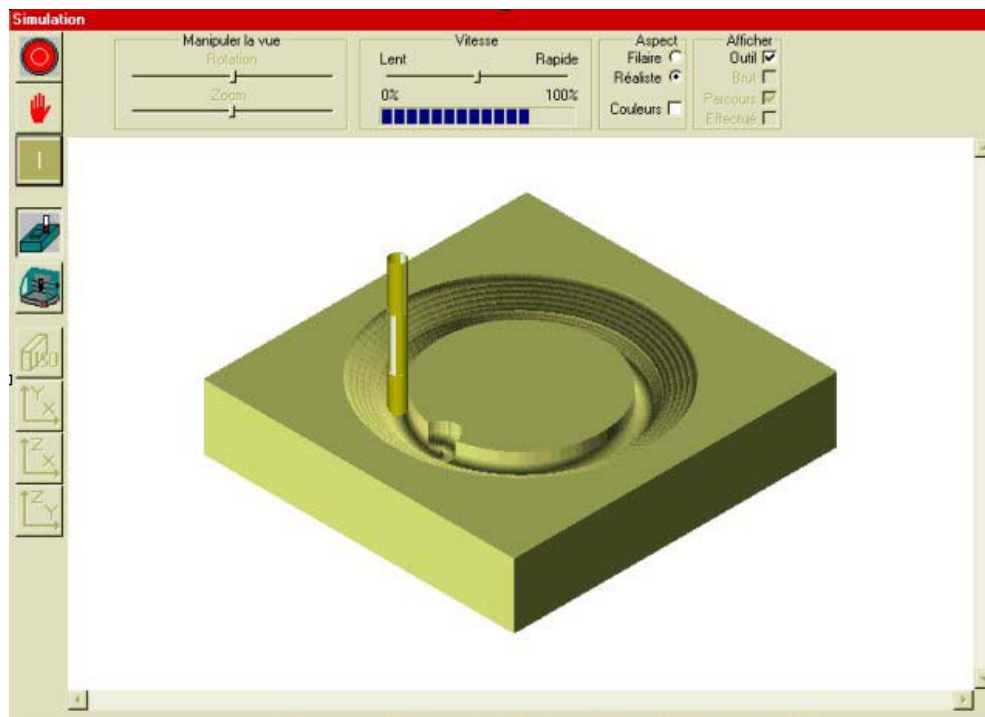 Simulation
Manipuler la vue
Rotation
Zoom
Vitesse
Lent Rapide
0% 100%
Aspect
Filaire
Réaliste
Couleurs
Afficher
Outil
Brut
Parcours
Effectué
I
ISO
Y
X
Z
X
Z
Y